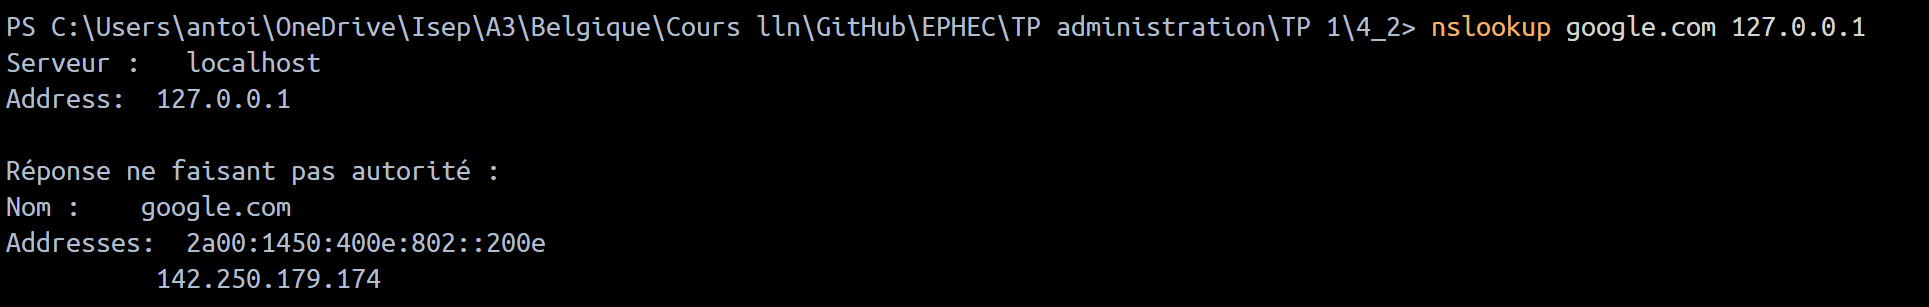 PS C:\Users\antoi\OneDrive\Isep\A3\Belgique\Cours lln\GitHub\EPHEC\TP administration\TP 1\4_2> nslookup google.com 127.0.0.1
Serveur :   localhost
Address:  127.0.0.1

Réponse ne faisant pas autorité :
Nom :    google.com
Addresses:  2a00:1450:400e:802::200e
          142.250.179.174